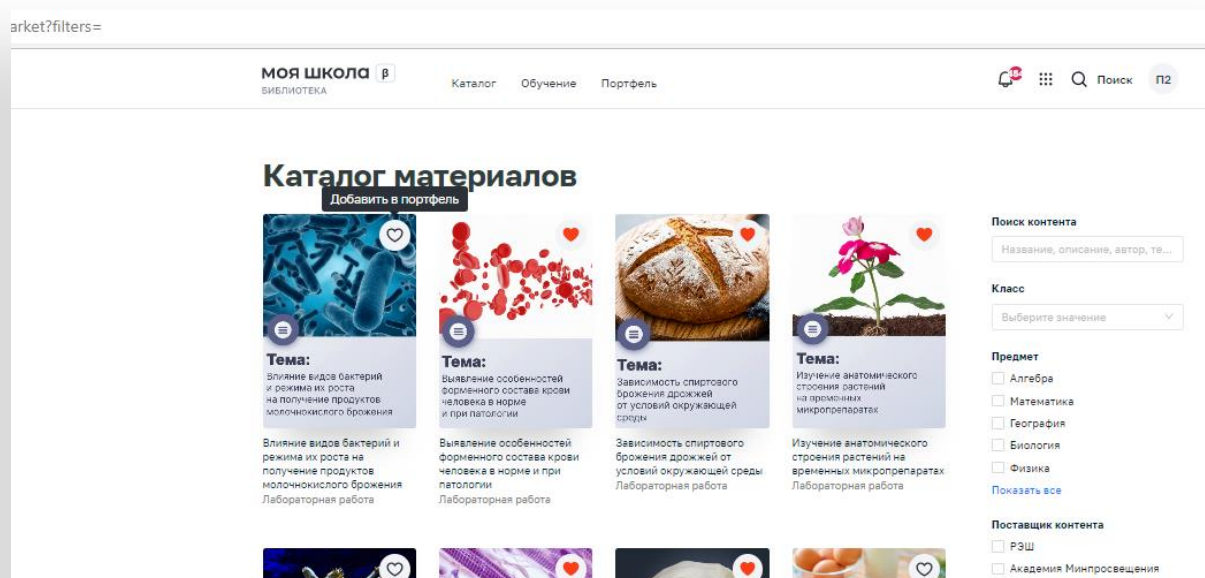 arket?filters=
моя школа β
БИБЛИОТЕКА
Каталог Обучение Портфель
Поиск П2
Каталог материалов
Добавить в портфель
Тема:
Влияние видов бактерий
и режима их роста
на получение продуктов
молочнокислого брожения
Влияние видов бактерий и
режима их роста на
получение продуктов
молочнокислого брожения
Лабораторная работа
Тема:
Выявление особенностей
форменного состава крови
человека в норме
и при патологии
Выявление особенностей
форменного состава крови
человека в норме и при
патологии
Лабораторная работа
Тема:
Зависимость спиртового
брожения дрожжей
от условий окружающей
среды
Зависимость спиртового
брожения дрожжей от
условий окружающей среды
Лабораторная работа
Тема:
Изучение анатомического
строения растений
на временных
микропрепаратах
Изучение анатомического
строения растений на
временных микропрепаратах
Лабораторная работа
Поиск контента
Название, описание, автор, те...
Класс
Выберите значение
Предмет
Алгебра
Математика
География
Биология
Физика
Показать все
Поставщик контента
РЭШ
Академия Минпросвещения